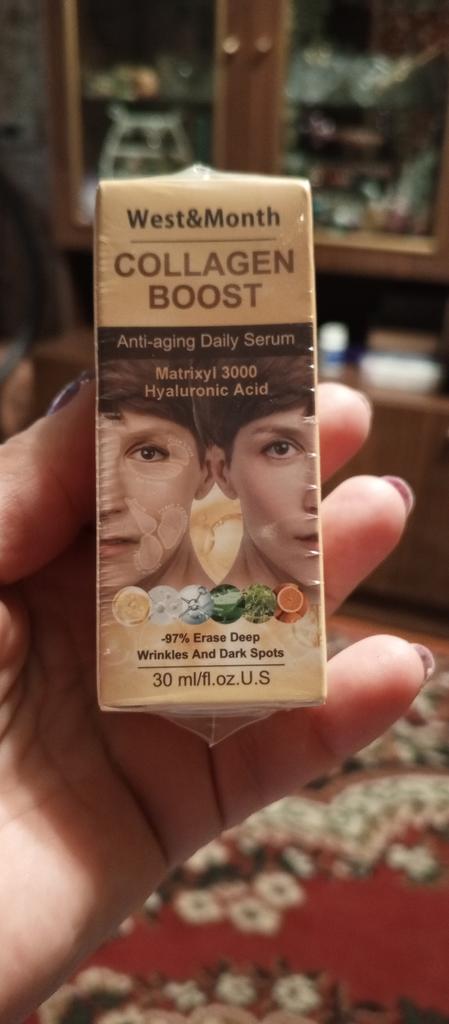 West&Month
COLLAGEN
BOOST
Anti-aging Daily Serum
Matrixyl 3000
Hyaluronic Acid
-97% Erase Deep
Wrinkles And Dark Spots
30 ml/fl.oz.U.S